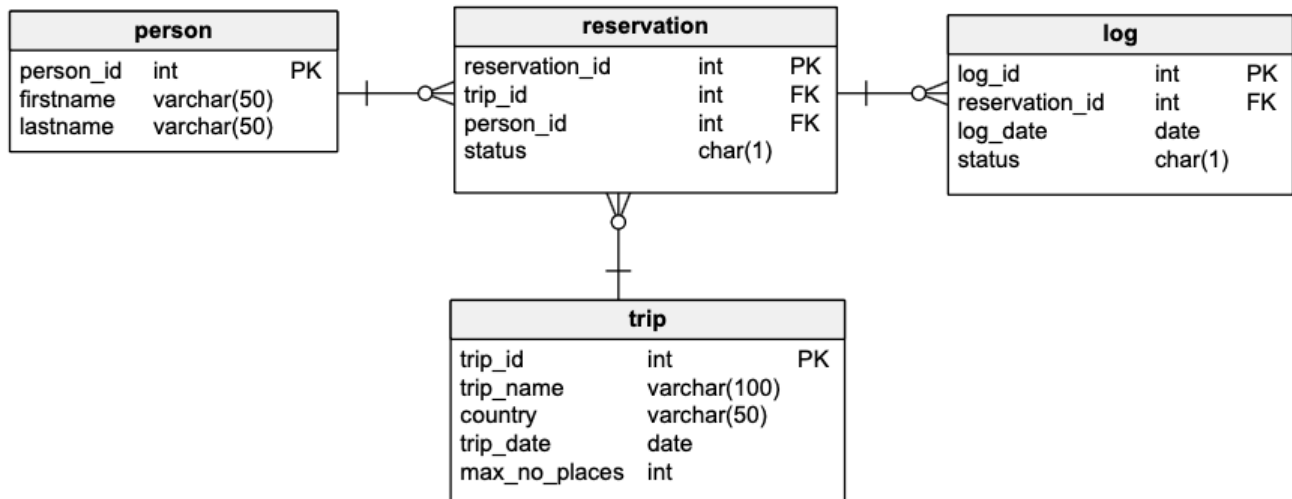 person
person_id int PK
firstname varchar(50)
lastname varchar(50)
reservation
reservation_id int PK
trip_id int FK
person_id int FK
status char(1)
log
log_id int PK
reservation_id int FK
log_date date
status char(1)
trip
trip_id int PK
trip_name varchar(100)
country varchar(50)
trip_date date
max_no_places int